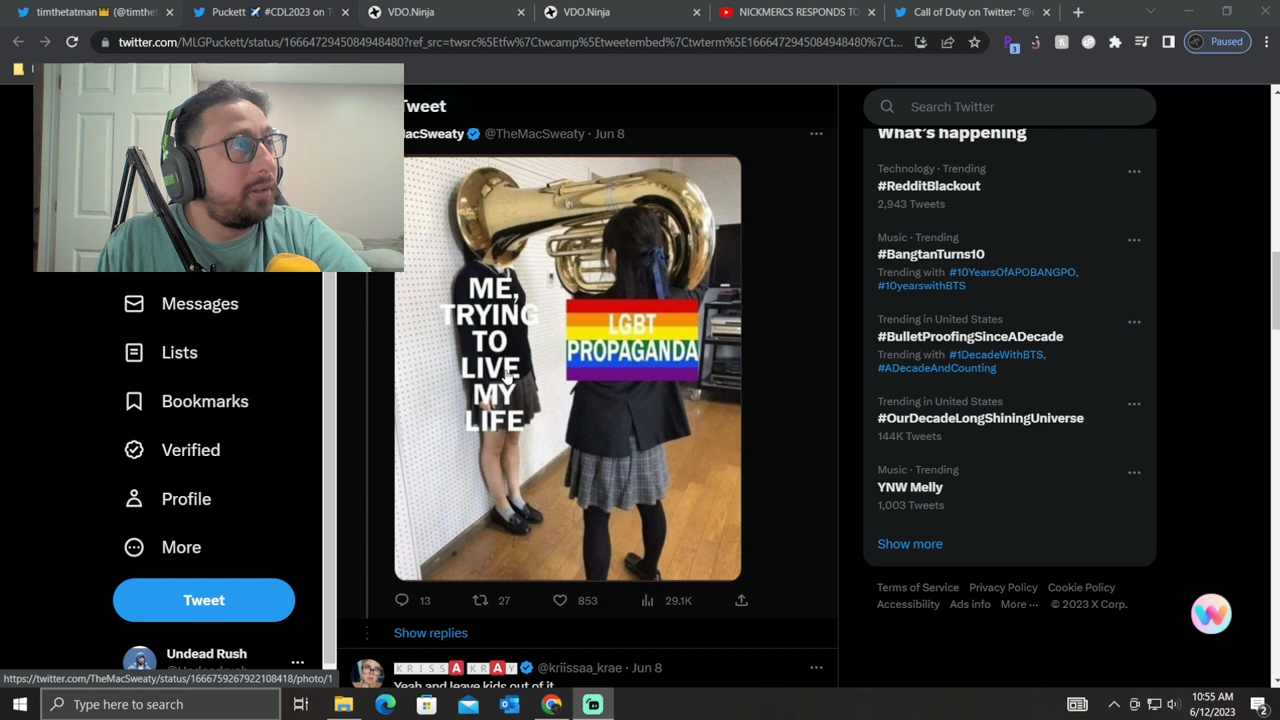 timthetatman 👑 (@timthet
Puckett ✈️ #CDL2023 on T
VDO.Ninja
VDO.Ninja
NICKMERCS RESPONDS TO
Call of Duty on Twitter: "@c
twitter.com/MLGPuckett/status/1666472945084948480?ref_src=twsrc%5Etfw%7Ctwcamp%5Etweetembed%7Ctwterm%5E1666472945084948480%7Ct...
3
Paused
Tweet
MacSweaty @TheMacSweaty · Jun 8
ME,
TRYING
TO
LIVE
MY
LIFE
LGBT
PROPAGANDA
13 27 853 29.1K
Show replies
KRISSA KRAY @kriissaa_krae · Jun 8
Yeah and leave kids out of it
Messages
Lists
Bookmarks
Verified
Profile
More
Tweet
Undead Rush
@Undeadrush
https://twitter.com/TheMacSweaty/status/1666759267922108418/photo/1
Search Twitter
What's happening
Technology · Trending
#RedditBlackout
2,943 Tweets
Music · Trending
#BangtanTurns10
Trending with #10YearsOfAPOBANGPO,
#10yearswithBTS
Trending in United States
#BulletProofingSinceADecade
Trending with #1DecadeWithBTS,
#ADecadeAndCounting
Trending in United States
#OurDecadeLongShiningUniverse
144K Tweets
Music · Trending
YNW Melly
1,003 Tweets
Show more
Terms of Service Privacy Policy Cookie Policy
Accessibility Ads info More ··· © 2023 X Corp.
Type here to search
10:55 AM
6/12/2023
2